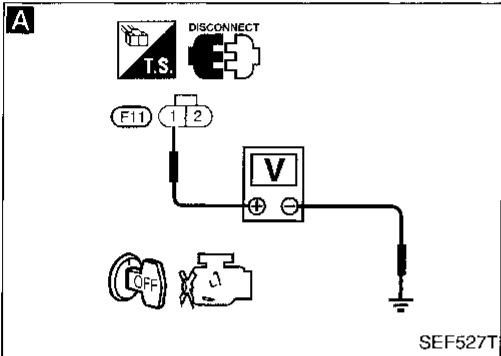 A
DISCONNECT
T.S.
F11 1 2
V
+ −
OFF
SEF527T